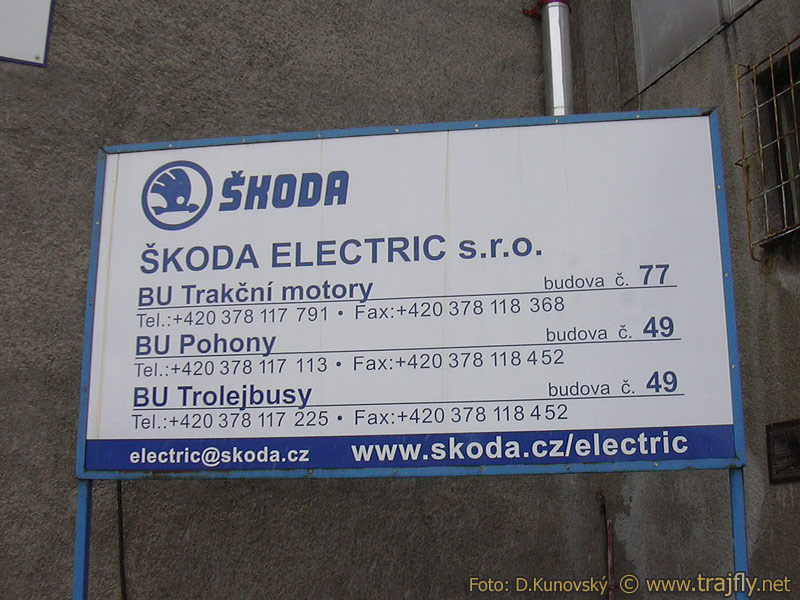 ŠKODA
ŠKODA ELECTRIC s.r.o.
BU Trakční motory budova č. 77
Tel.:+420 378 117 791 • Fax:+420 378 118 368
BU Pohony budova č. 49
Tel.:+420 378 117 113 • Fax:+420 378 118 452
BU Trolejbusy budova č. 49
Tel.:+420 378 117 225 • Fax:+420 378 118 452
electric@skoda.cz www.skoda.cz/electric
Foto: D.Kunovský © www.trajfly.net